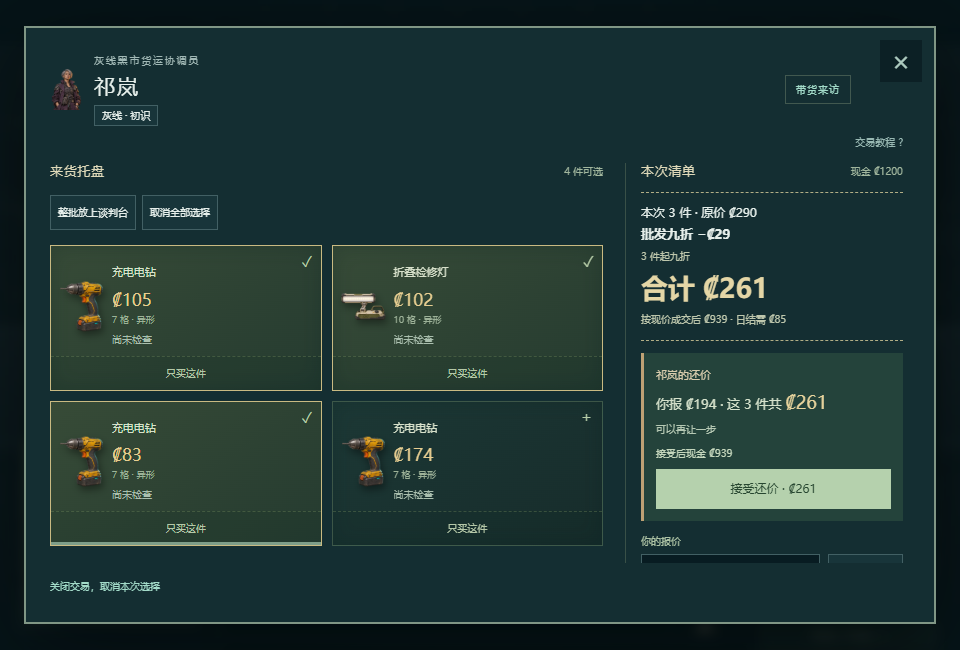 灰线黑市货运协调员
祁岚
灰线 · 初识
带货来访
交易教程 ?
来货托盘
4 件可选
整批放上谈判台
取消全部选择
充电电钻
₡105
7 格 · 异形
尚未检查
只买这件
折叠检修灯
₡102
10 格 · 异形
尚未检查
只买这件
充电电钻
₡83
7 格 · 异形
尚未检查
只买这件
充电电钻
₡174
7 格 · 异形
尚未检查
只买这件
本次清单
现金 ₡1200
本次 3 件 · 原价 ₡290
批发九折 −₡29
3 件起九折
合计 ₡261
按现价成交后 ₡939 · 日结需 ₡85
祁岚的还价
你报 ₡194 · 这 3 件共 ₡261
可以再让一步
接受后现金 ₡939
接受还价 · ₡261
你的报价
关闭交易，取消本次选择